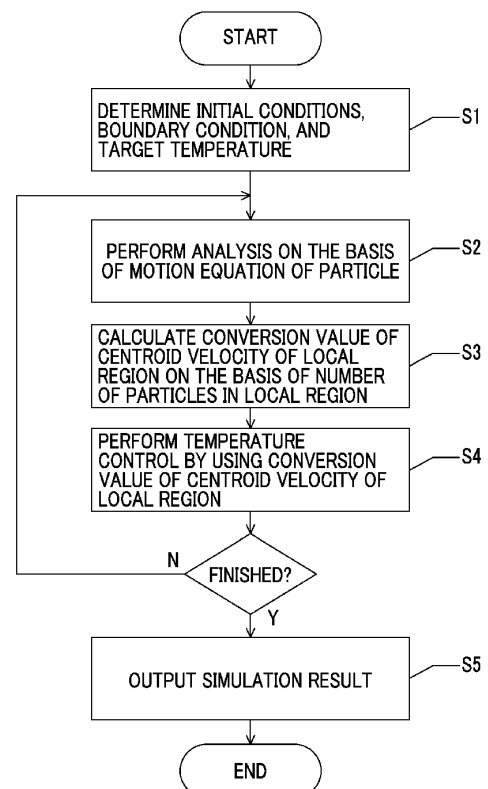 START
DETERMINE INITIAL CONDITIONS,
BOUNDARY CONDITION, AND
TARGET TEMPERATURE
S1
PERFORM ANALYSIS ON THE BASIS
OF MOTION EQUATION OF PARTICLE
S2
CALCULATE CONVERSION VALUE OF
CENTROID VELOCITY OF LOCAL
REGION ON THE BASIS OF NUMBER
OF PARTICLES IN LOCAL REGION
S3
PERFORM TEMPERATURE
CONTROL BY USING CONVERSION
VALUE OF CENTROID VELOCITY OF
LOCAL REGION
S4
N
FINISHED?
Y
OUTPUT SIMULATION RESULT
S5
END